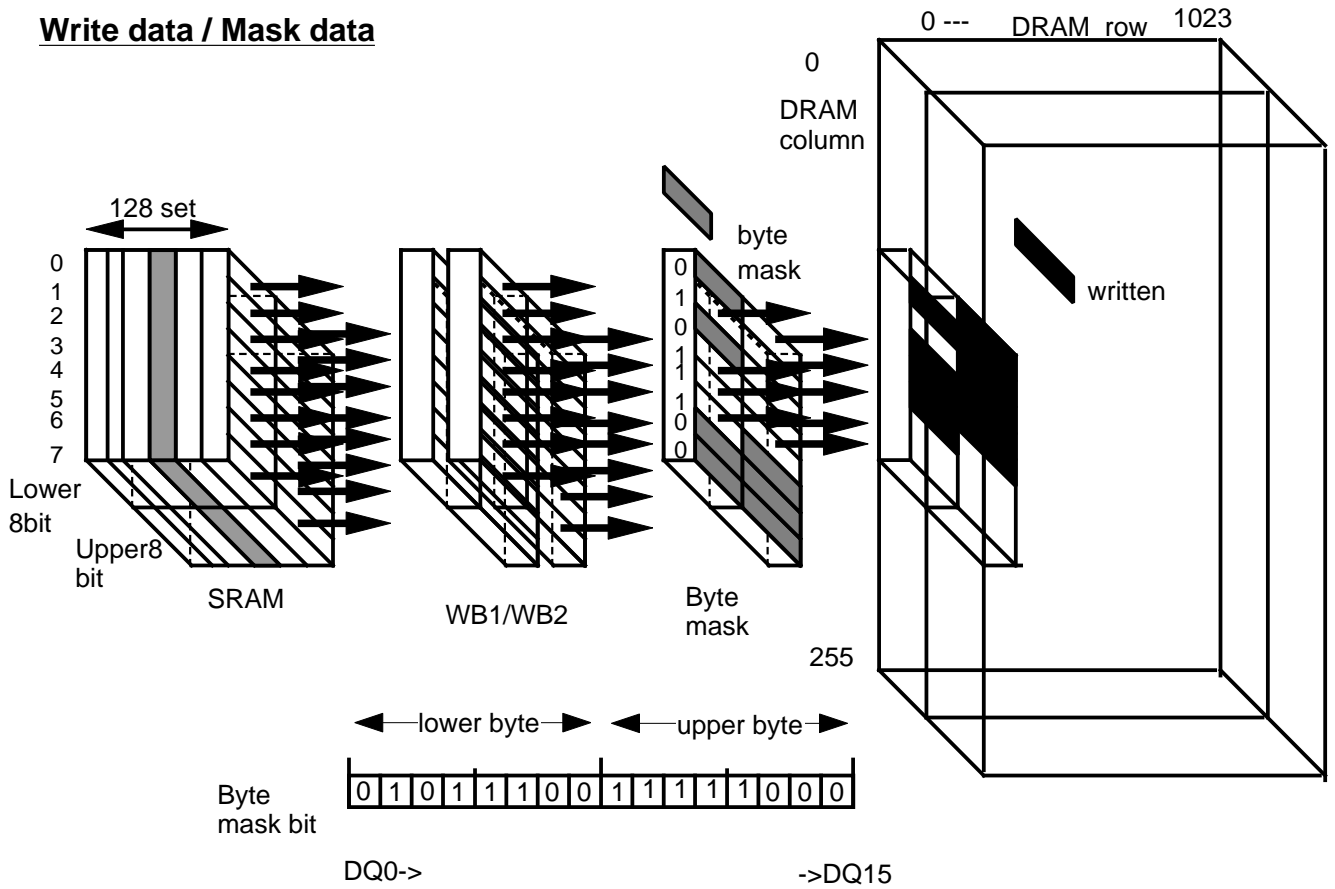 Write data / Mask data
0 --- DRAM row 1023
0
DRAM
column
128 set
byte
mask
written
0
1
2
3
4
5
6
7
0
1
0
1
1
1
0
0
Lower
8bit
Upper8
bit
SRAM
WB1/WB2
Byte
mask
255
lower byte upper byte
Byte
mask bit
0 1 0 1 1 1 0 0 1 1 1 1 1 0 0 0
DQ0-> ->DQ15